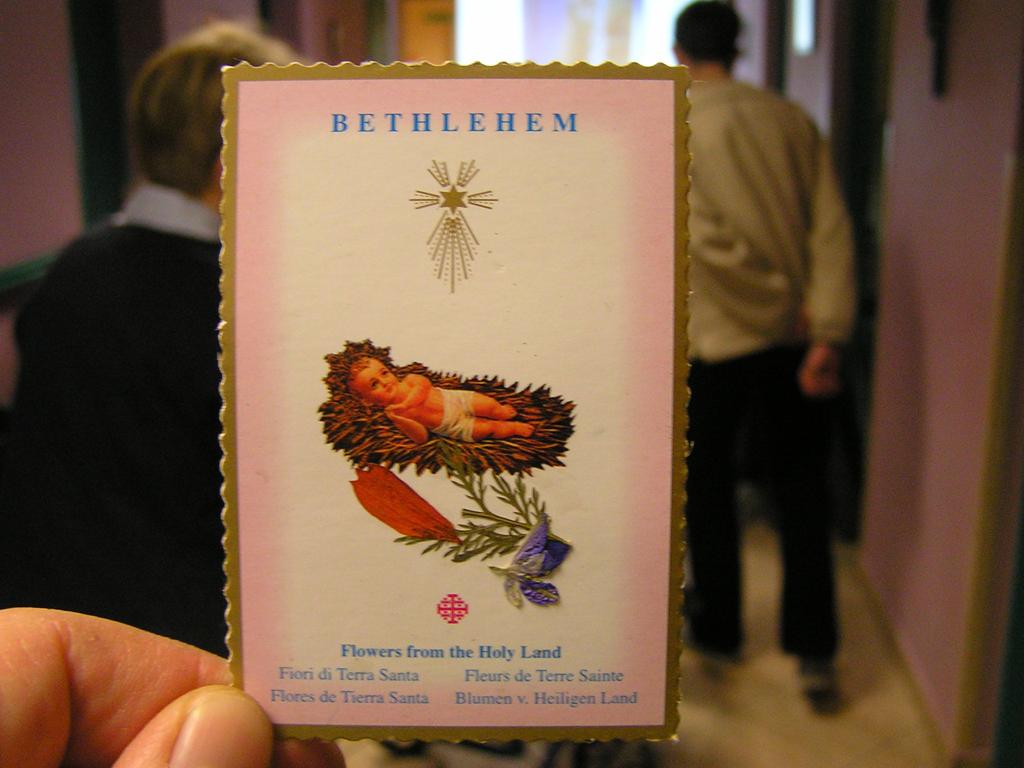 BETHLEHEM
Flowers from the Holy Land
Fiori di Terra Santa Fleurs de Terre Sainte
Flores de Tierra Santa Blumen v. Heiligen Land